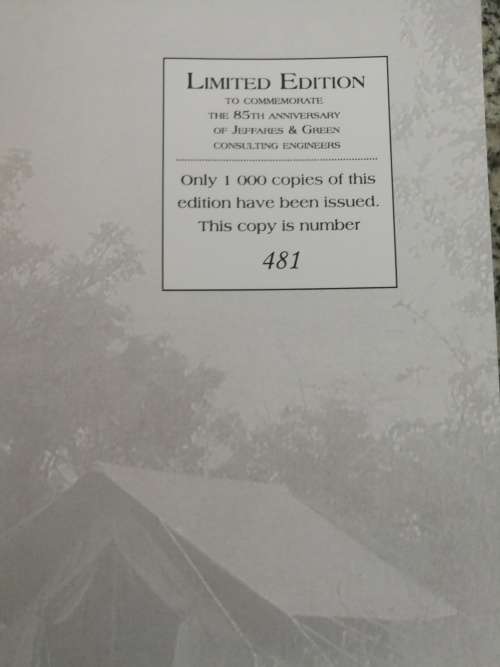 LIMITED EDITION
TO COMMEMORATE
THE 85TH ANNIVERSARY
OF JEFFARES & GREEN
CONSULTING ENGINEERS
Only 1 000 copies of this
edition have been issued.
This copy is number
481